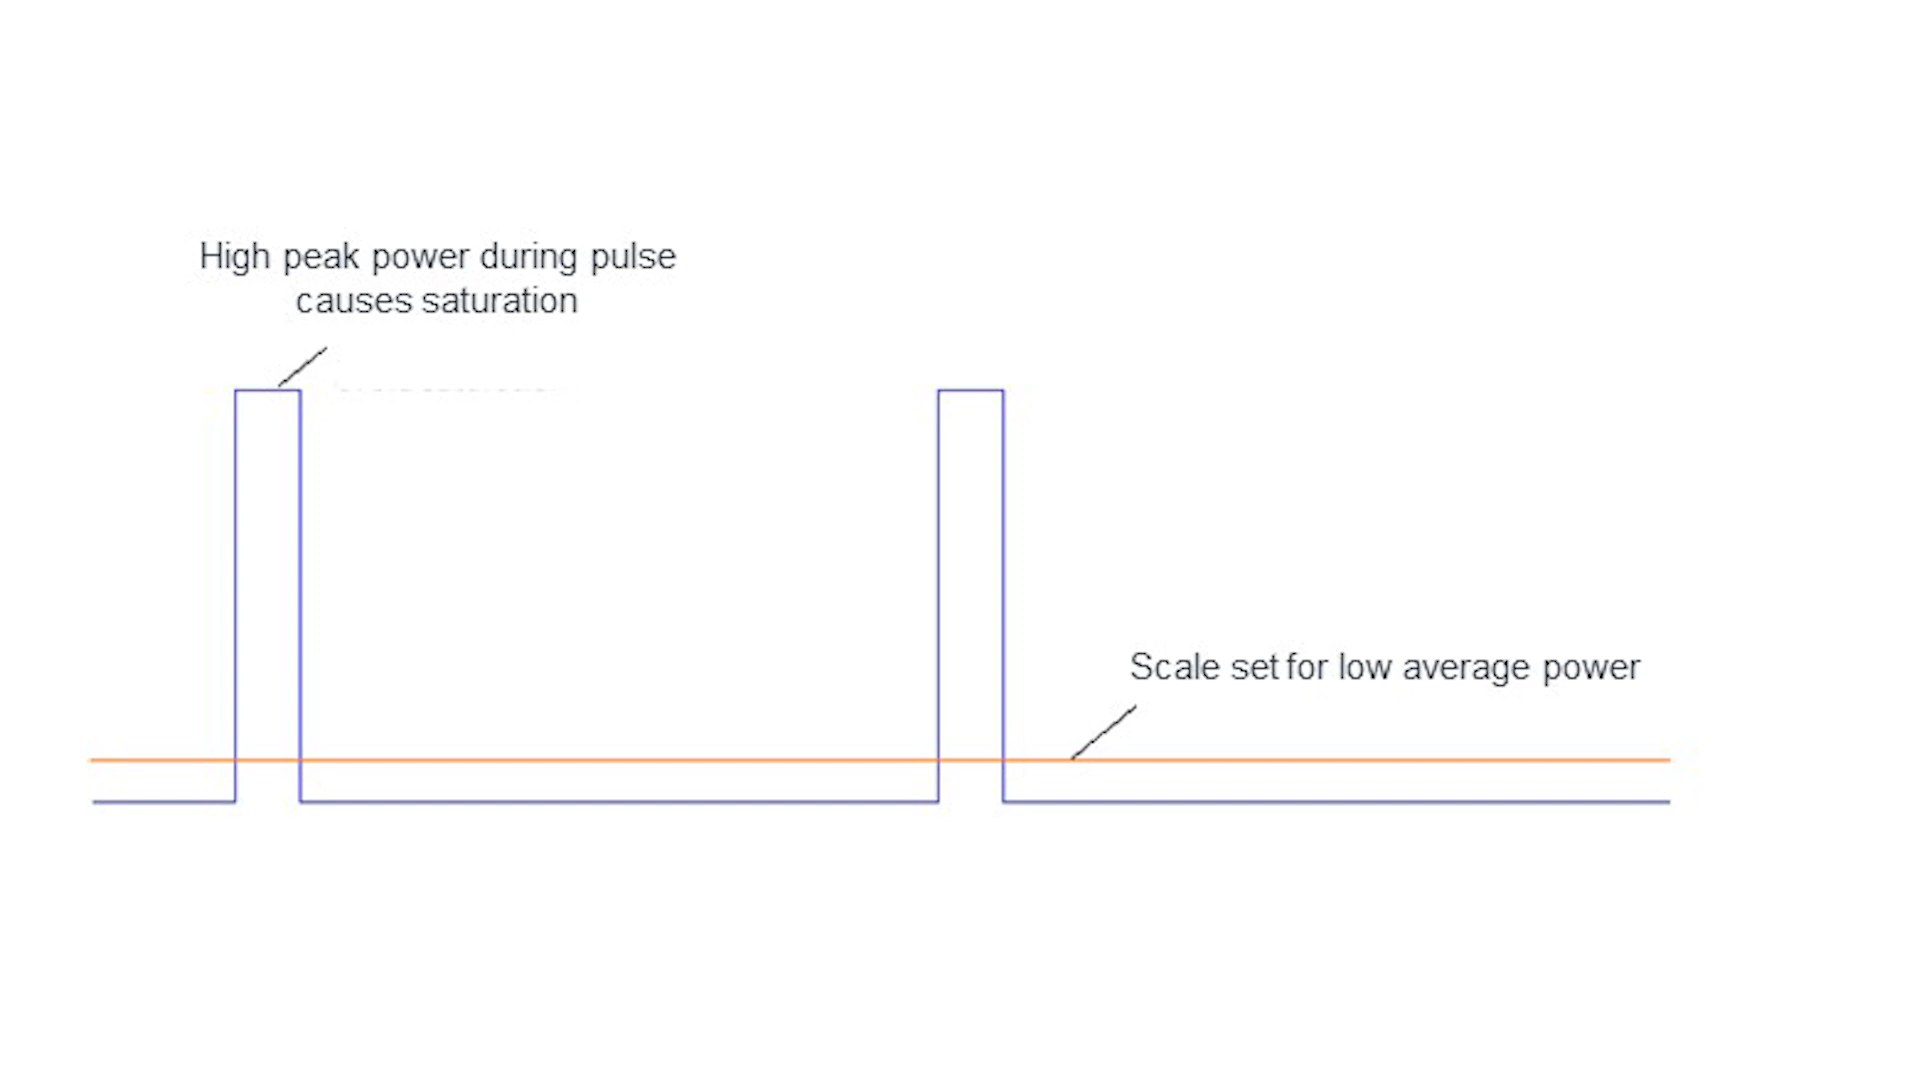 High peak power during pulse
causes saturation
Scale set for low average power